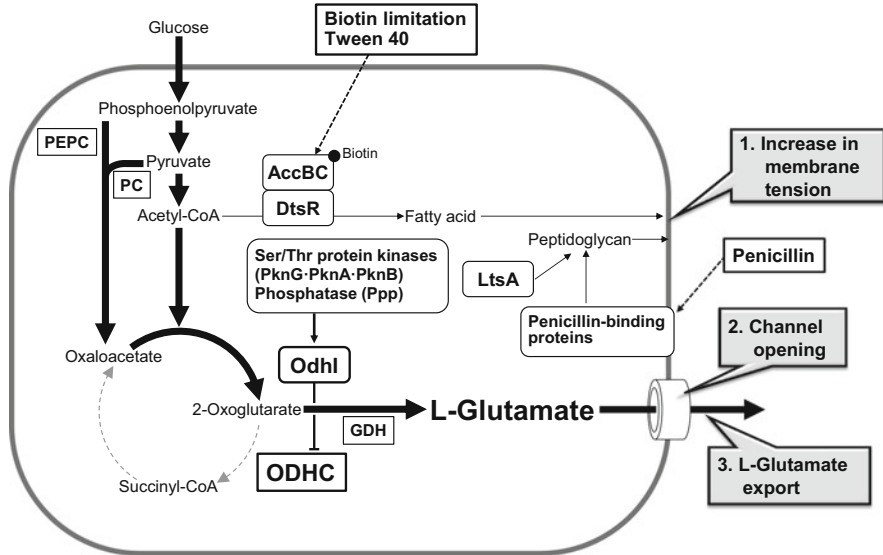 Biotin limitation
Tween 40
Glucose
Phosphoenolpyruvate
PEPC
Pyruvate
PC
Biotin
AccBC
DtsR
Acetyl-CoA
Fatty acid
1. Increase in
membrane
tension
Peptidoglycan
Ser/Thr protein kinases
(PknG·PknA·PknB)
Phosphatase (Ppp)
LtsA
Penicillin
Penicillin-binding
proteins
2. Channel
opening
Oxaloacetate
OdhI
2-Oxoglutarate
GDH
L-Glutamate
ODHC
Succinyl-CoA
3. L-Glutamate
export